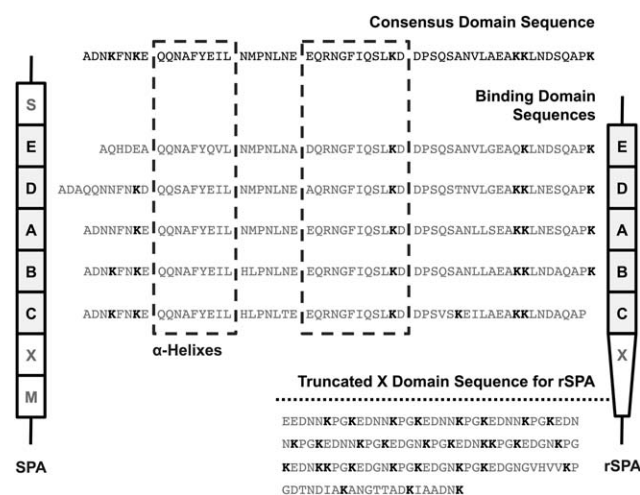 Consensus Domain Sequence
ADNKFNKE QQNAFYEIL NMPNLNE EQRNGFIQSLKD DPSQSANVLAEAKKLNDSQAPK
Binding Domain
Sequences
S
E
D
A
B
C
X
M
SPA
AQHDEA QQNAFYQVL NMPNLNA DQRNGFIQSLKD DPSQSANVLGEAQKLNDSQAPK
ADAQQNNFNKD QQSAFYEIL NMPNLNE AQRNGFIQSLKD DPSQSTNVLGEAKKLNESQAPK
ADNNFNKE QQNAFYEIL NMPNLNE EQRNGFIQSLKD DPSQSANLLSEAKKLNESQAPK
ADNKFNKE QQNAFYEIL HLPNLNE EQRNGFIQSLKD DPSQSANLLAEAKKLNDAQAPK
ADNKFNKE QQNAFYEIL HLPNLTE EQRNGFIQSLKD DPSVSKEILAEAKKLNDAQAP
α-Helixes
E
D
A
B
C
X
rSPA
Truncated X Domain Sequence for rSPA
EEDNNKPGKEDNNKPGKEDNNKPGKEDNNKPGKEDN
NKPGKEDGNKPGKEDGNKPGKEDNKKPGKEDGNKPG
KEDNKKPGKEDGNKPGKEDGNKPGKEDGNGVHVVKP
GDTNDIAKANGTTADKIAADNK